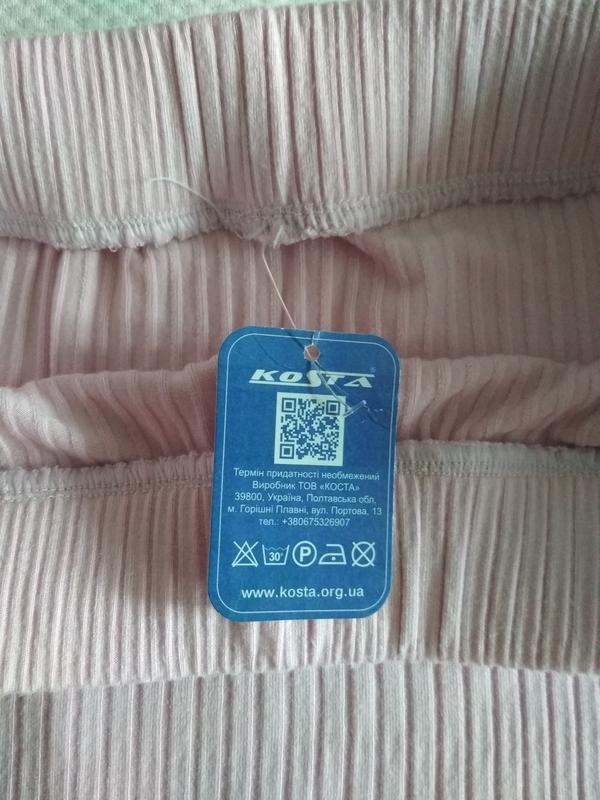 KOSTA®
Термін придатності необмежений
Виробник ТОВ «КОСТА»
39800, Україна, Полтавська обл,
м. Горішні Плавні, вул. Портова, 13
тел.: +380675326907
30°
P
www.kosta.org.ua